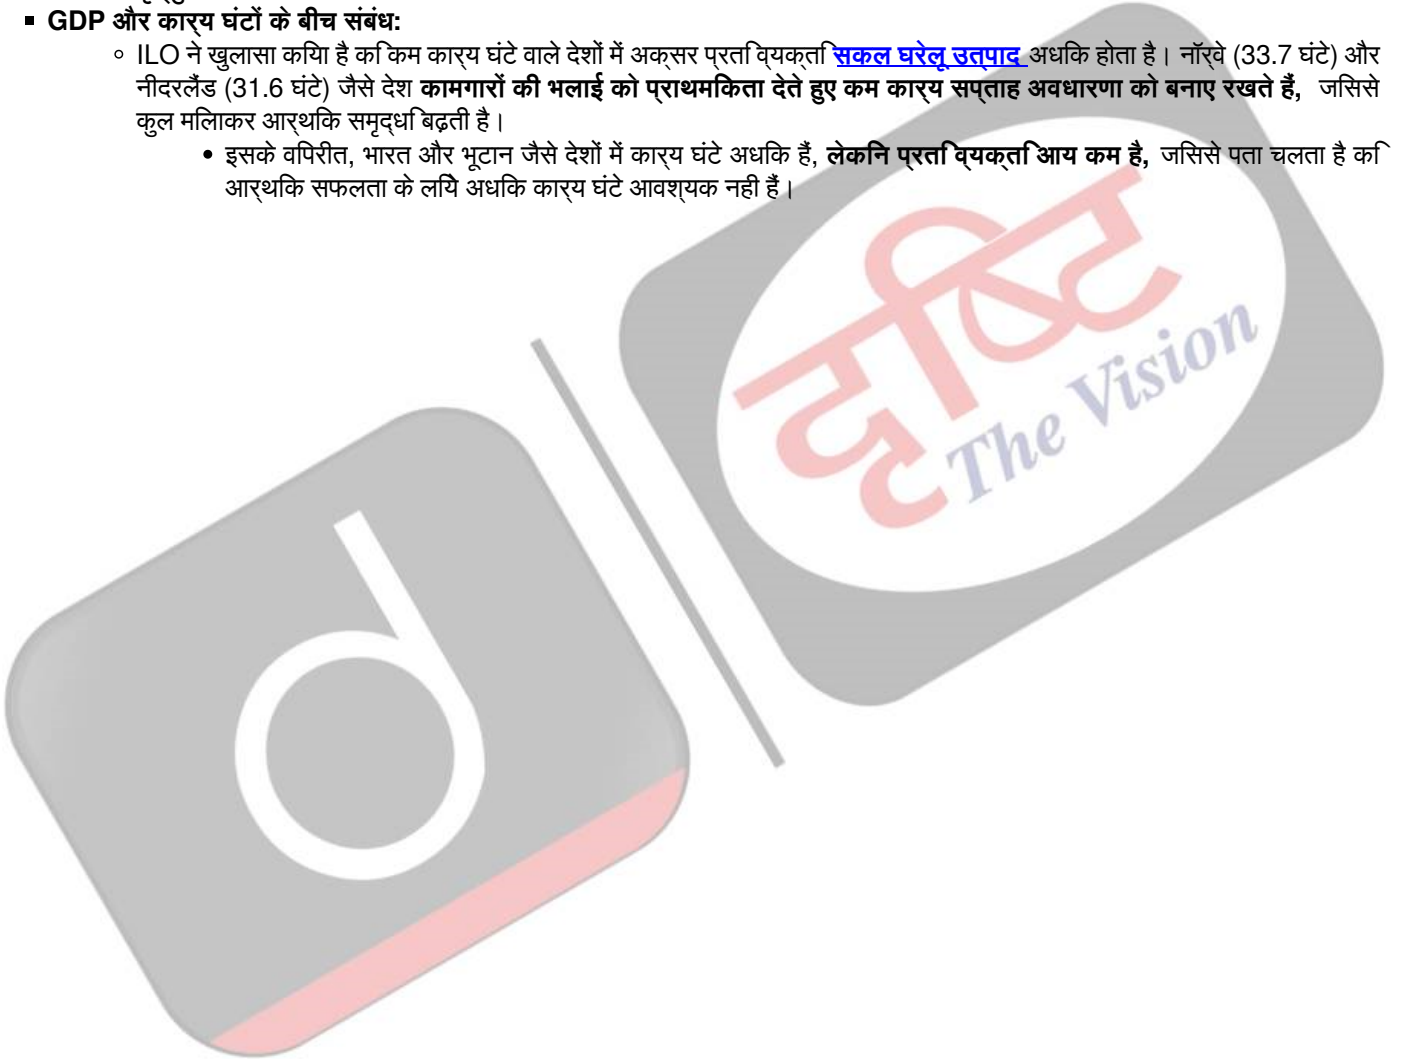 GDP और कार्य घंटों के बीच संबंध:
ILO ने खुलासा किया है कि कम कार्य घंटे वाले देशों में अक्सर प्रति व्यक्ति सकल घरेलू उत्पाद अधिक होता है। नॉर्वे (33.7 घंटे) और
नीदरलैंड (31.6 घंटे) जैसे देश कामगारों की भलाई को प्राथमिकता देते हुए कम कार्य सप्ताह अवधारणा को बनाए रखते हैं, जिससे
कुल मिलाकर आर्थिक समृद्धि बढ़ती है।
इसके विपरीत, भारत और भूटान जैसे देशों में कार्य घंटे अधिक हैं, लेकिन प्रति व्यक्ति आय कम है, जिससे पता चलता है कि
आर्थिक सफलता के लिये अधिक कार्य घंटे आवश्यक नही हैं।
दृष्टि
The Vision
d